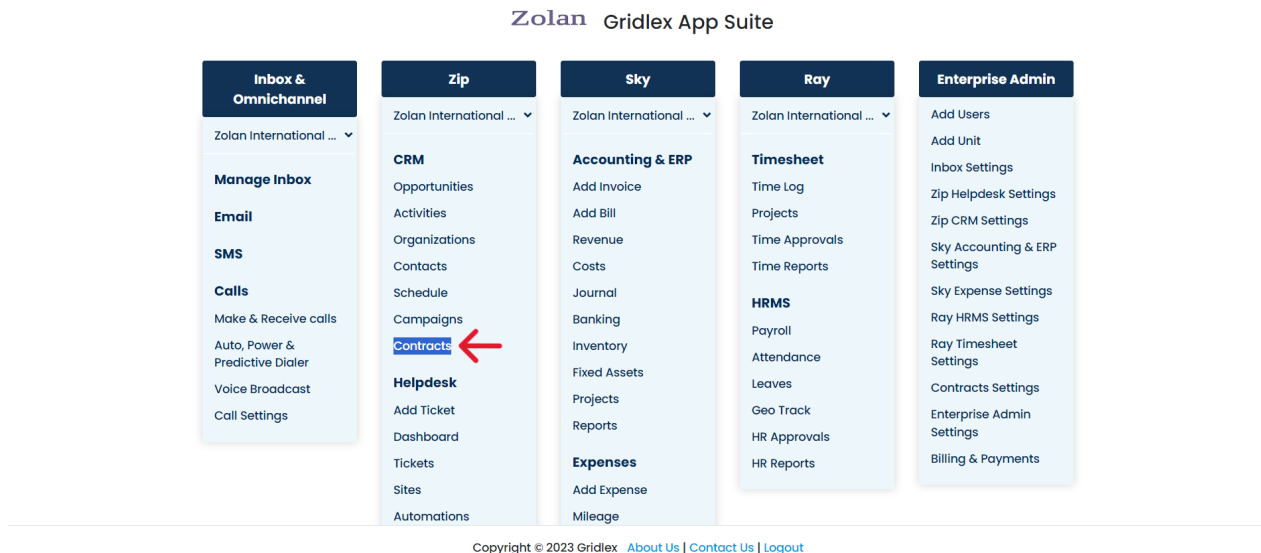 Zolan Gridlex App Suite
Inbox &
Omnichannel
Zolan International ...
Manage Inbox
Email
SMS
Calls
Make & Receive calls
Auto, Power &
Predictive Dialer
Voice Broadcast
Call Settings
Zip
Zolan International ...
CRM
Opportunities
Activities
Organizations
Contacts
Schedule
Campaigns
Contracts
Helpdesk
Add Ticket
Dashboard
Tickets
Sites
Automations
Sky
Zolan International ...
Accounting & ERP
Add Invoice
Add Bill
Revenue
Costs
Journal
Banking
Inventory
Fixed Assets
Projects
Reports
Expenses
Add Expense
Mileage
Ray
Zolan International ...
Timesheet
Time Log
Projects
Time Approvals
Time Reports
HRMS
Payroll
Attendance
Leaves
Geo Track
HR Approvals
HR Reports
Enterprise Admin
Add Users
Add Unit
Inbox Settings
Zip Helpdesk Settings
Zip CRM Settings
Sky Accounting & ERP
Settings
Sky Expense Settings
Ray HRMS Settings
Ray Timesheet
Settings
Contracts Settings
Enterprise Admin
Settings
Billing & Payments
Copyright © 2023 Gridlex About Us | Contact Us | Logout